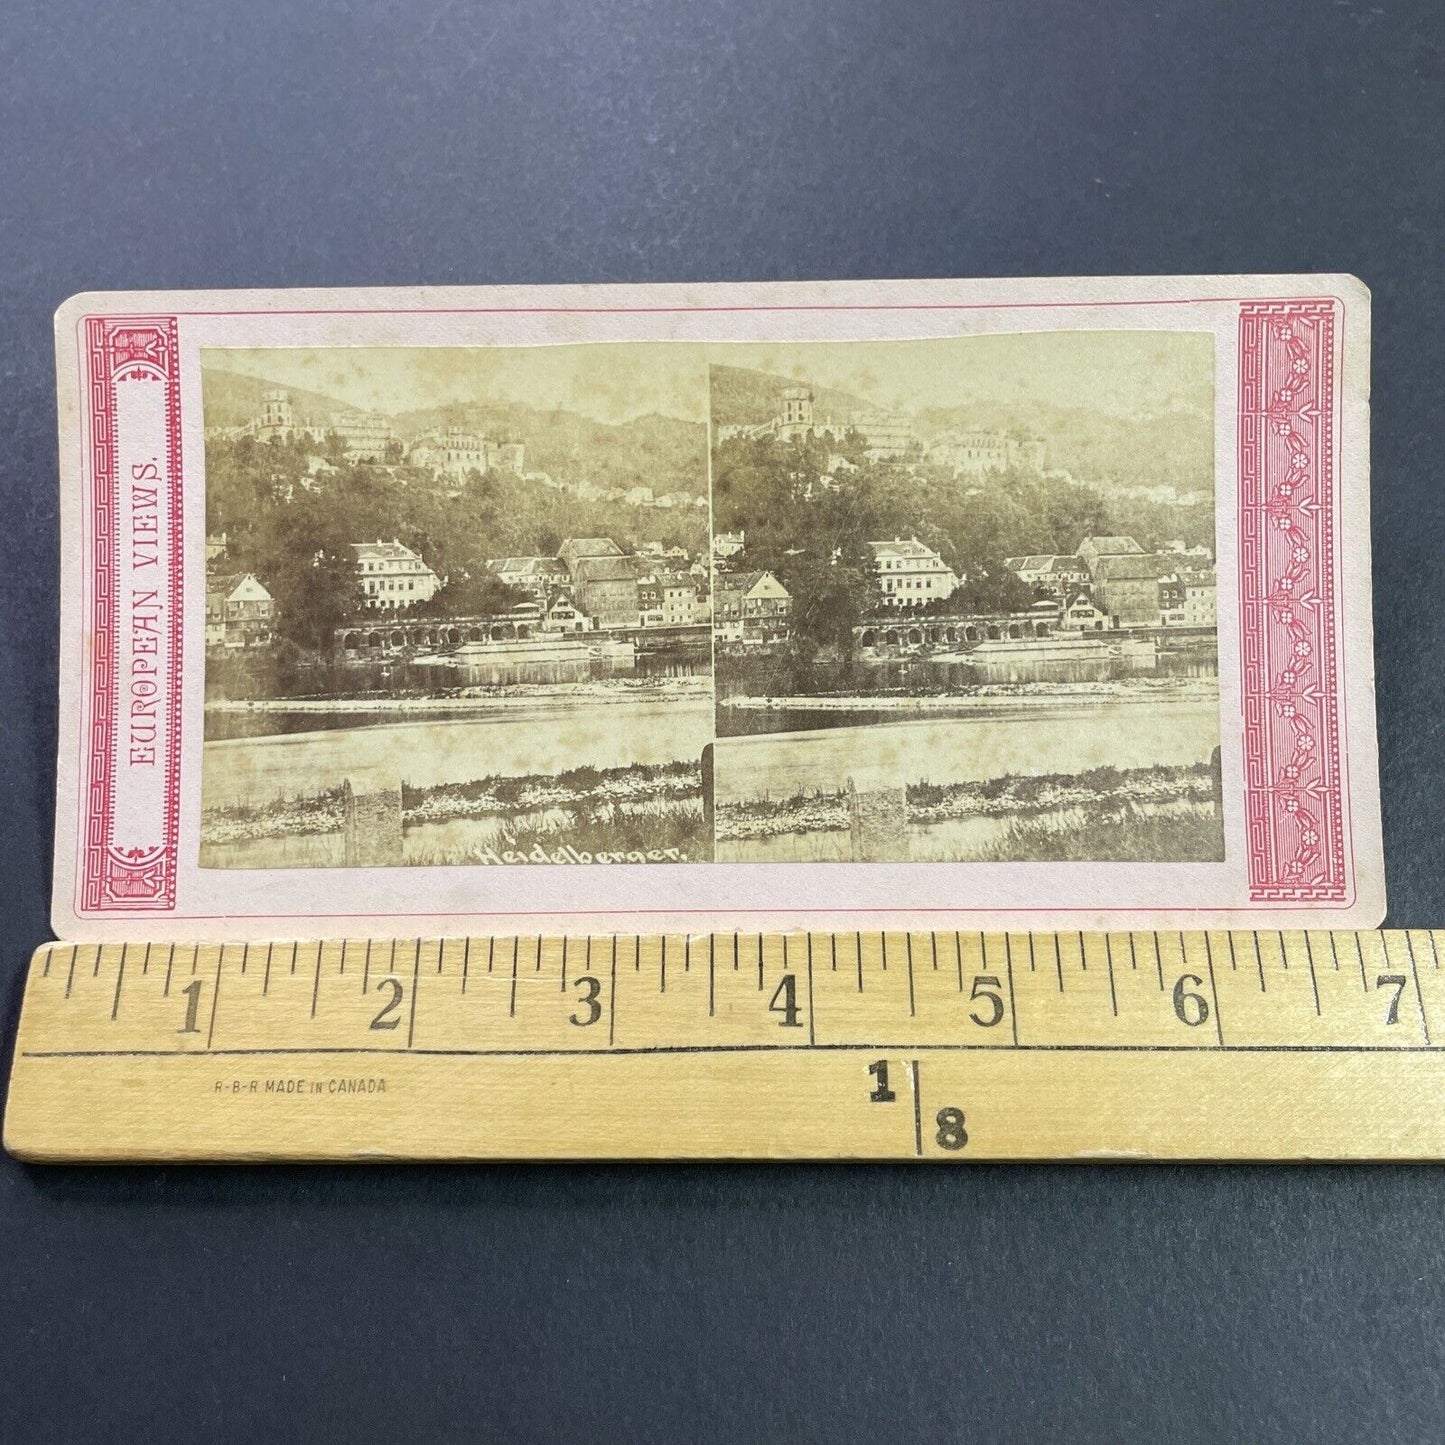 EUROPEAN VIEWS.
Heidelberger.
1 2 3 4 5 6 7
R-B-R MADE IN CANADA
1
8